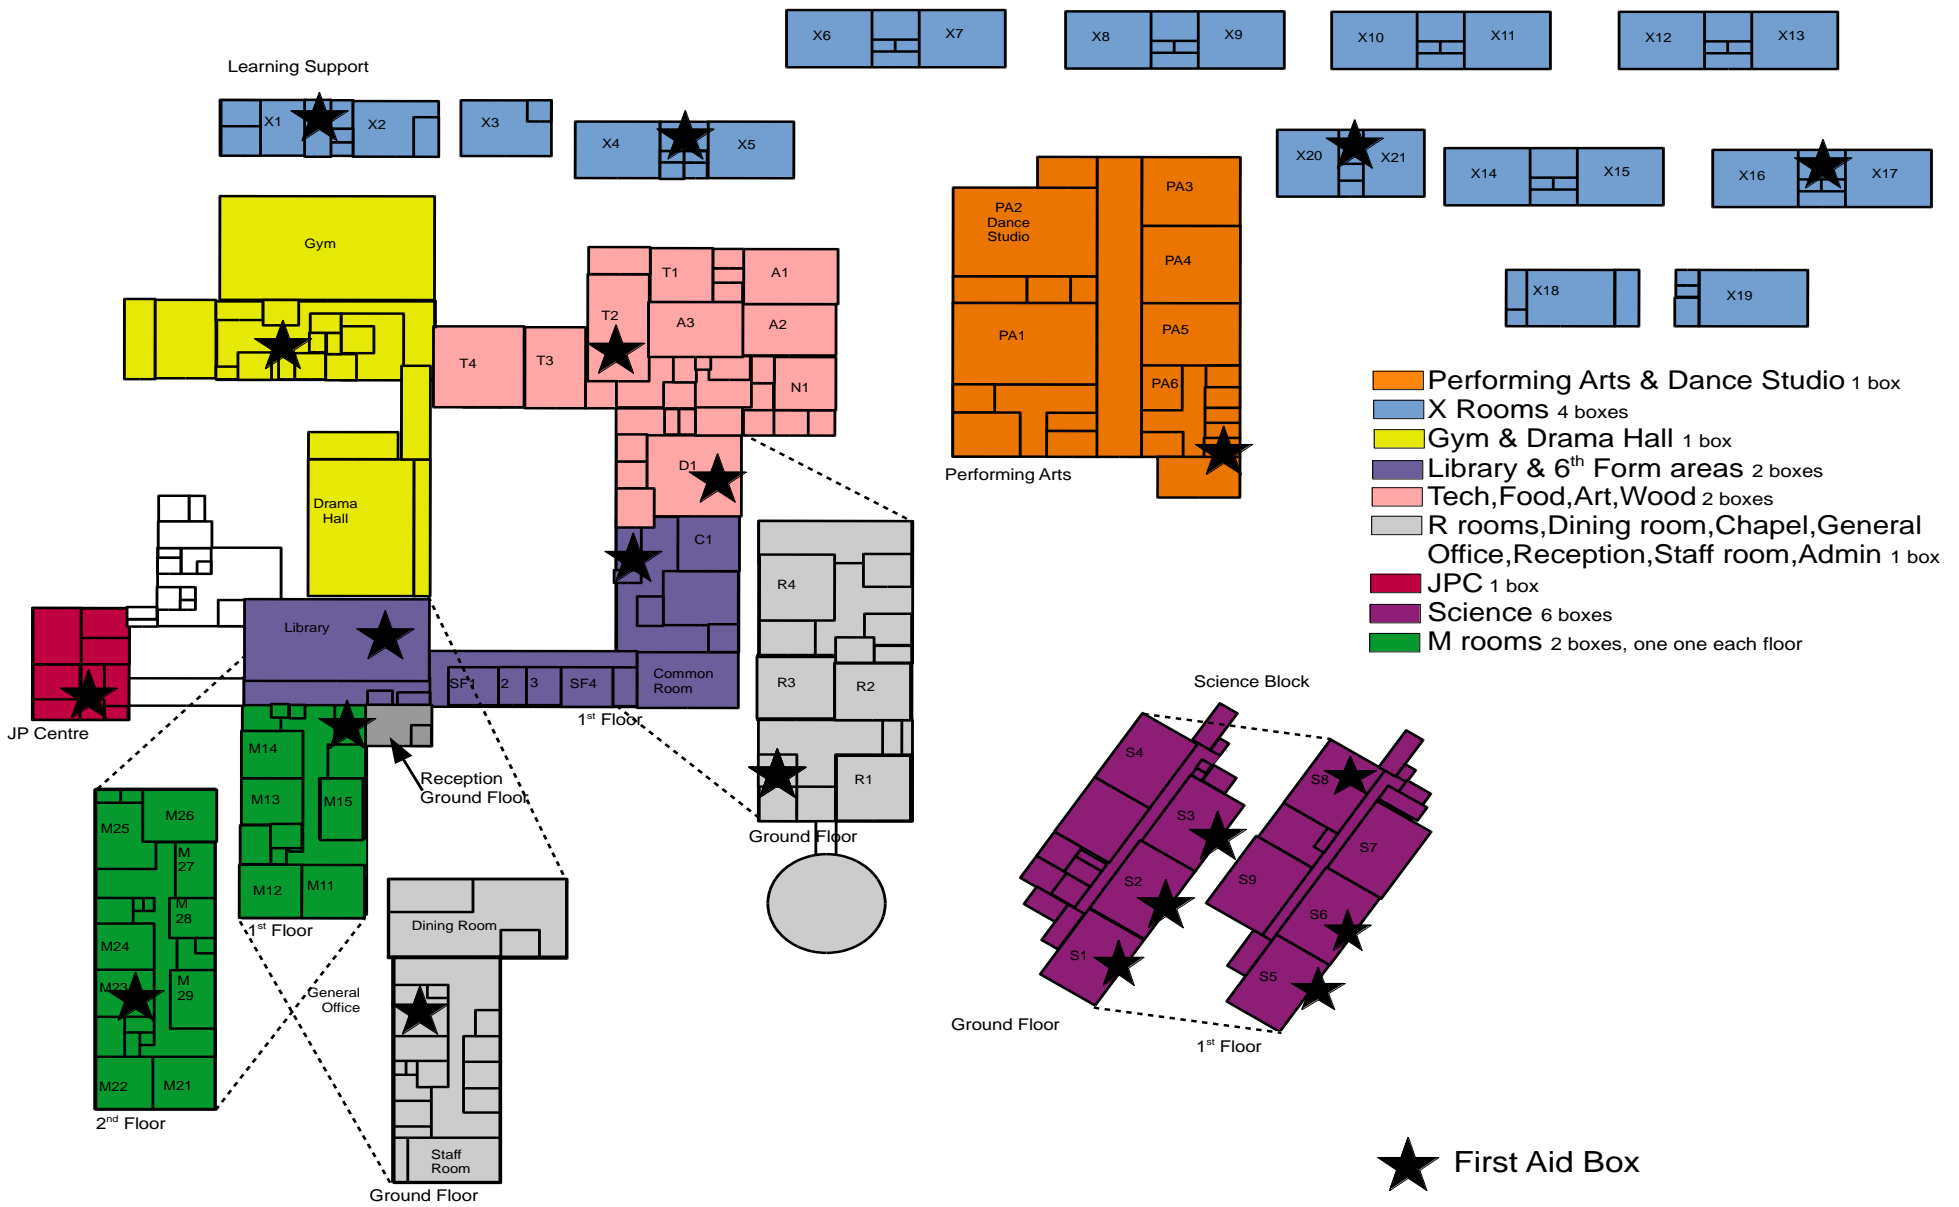 X6
X7
X8
X9
X10
X11
X12
X13
Learning Support
X1
X2
X3
X4
X5
X20
X21
X14
X15
X16
X17
X18
X19
Gym
T1
A1
T2
A3
A2
T4
T3
N1
D1
Drama
Hall
C1
Library
SF1
2
3
SF4
Common
Room
1st Floor
PA2
Dance
Studio
PA3
PA4
PA1
PA5
PA6
Performing Arts
Performing Arts & Dance Studio 1 box
X Rooms 4 boxes
Gym & Drama Hall 1 box
Library & 6th Form areas 2 boxes
Tech,Food,Art,Wood 2 boxes
R rooms,Dining room,Chapel,General
Office,Reception,Staff room,Admin 1 box
JPC 1 box
Science 6 boxes
M rooms 2 boxes, one one each floor
R4
R3
R2
R1
Ground Floor
JP Centre
M14
M13
M15
M12
M11
1st Floor
Reception
Ground Floor
M25
M26
M
27
M
28
M24
M23
M
29
M22
M21
2nd Floor
Dining Room
General
Office
Staff
Room
Ground Floor
Science Block
S4
S3
S2
S1
Ground Floor
S8
S7
S9
S6
S5
1st Floor
First Aid Box